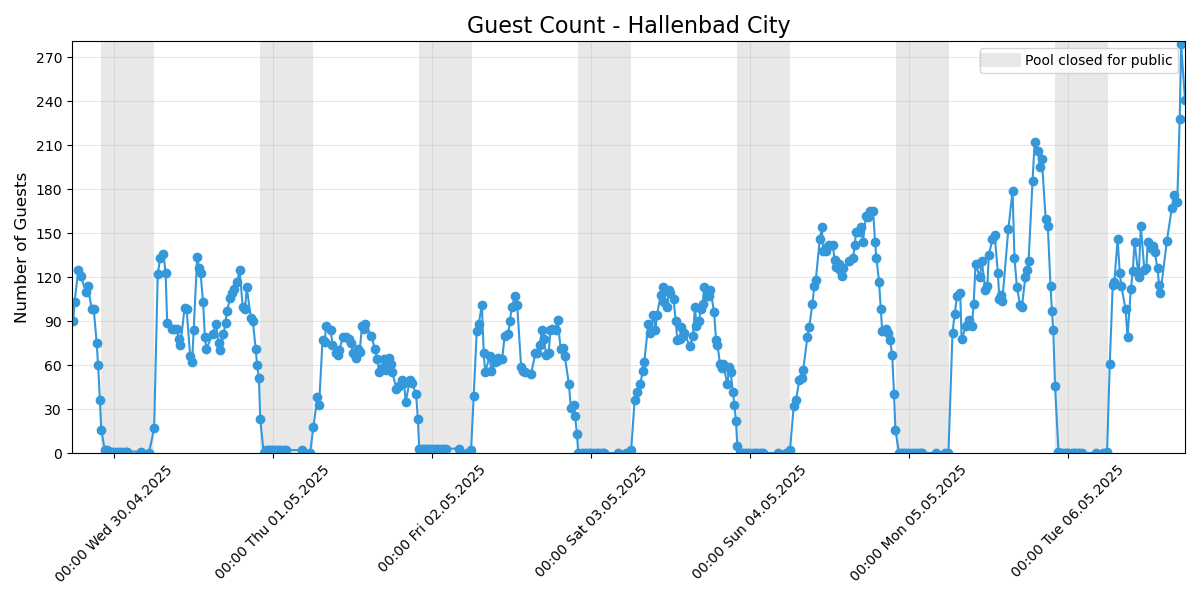 Guest Count - Hallenbad City
Pool closed for public
Number of Guests
270
240
210
180
150
120
90
60
30
0
00:00 Wed 30.04.2025
00:00 Thu 01.05.2025
00:00 Fri 02.05.2025
00:00 Sat 03.05.2025
00:00 Sun 04.05.2025
00:00 Mon 05.05.2025
00:00 Tue 06.05.2025